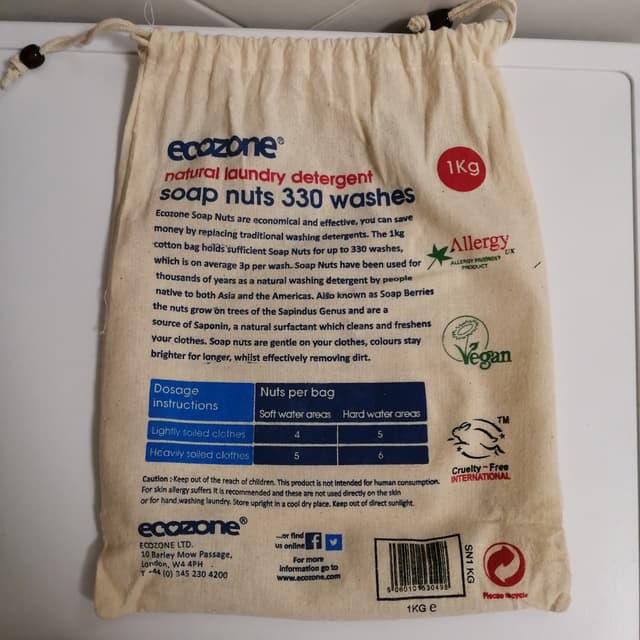 ecozone®
natural laundry detergent
soap nuts 330 washes
1Kg
Ecozone Soap Nuts are economical and effective, you can save
money by replacing traditional washing detergents. The 1kg
cotton bag holds sufficient Soap Nuts for up to 330 washes,
which is on average 3p per wash. Soap Nuts have been used for
thousands of years as a natural washing detergent by people
native to both Asia and the Americas. Also known as Soap Berries
the nuts grow on trees of the Sapindus Genus and are a
source of Saponin, a natural surfactant which cleans and freshens
your clothes. Soap nuts are gentle on your clothes, colours stay
brighter for longer, whilst effectively removing dirt.
Allergy UK
ALLERGY FRIENDLY
PRODUCT
Vegan
Dosage instructions
Nuts per bag
Soft water areas Hard water areas
Lightly soiled clothes 4 5
Heavily soiled clothes 5 6
TM
Cruelty-Free
INTERNATIONAL
Caution : Keep out of the reach of children. This product is not intended for human consumption.
For skin allergy suffers it is recommended and these are not used directly on the skin
or for hand washing laundry. Store upright in a cool dry place. Keep out of direct sunlight.
ecozone®
ECOZONE LTD.
10 Barley Mow Passage,
London, W4 4PH
T +44 (0) 345 230 4200
...or find
us online
For more
information go to
www.ecozone.com
5 060101 530498
1KG e
SN1 KG
Please recycle